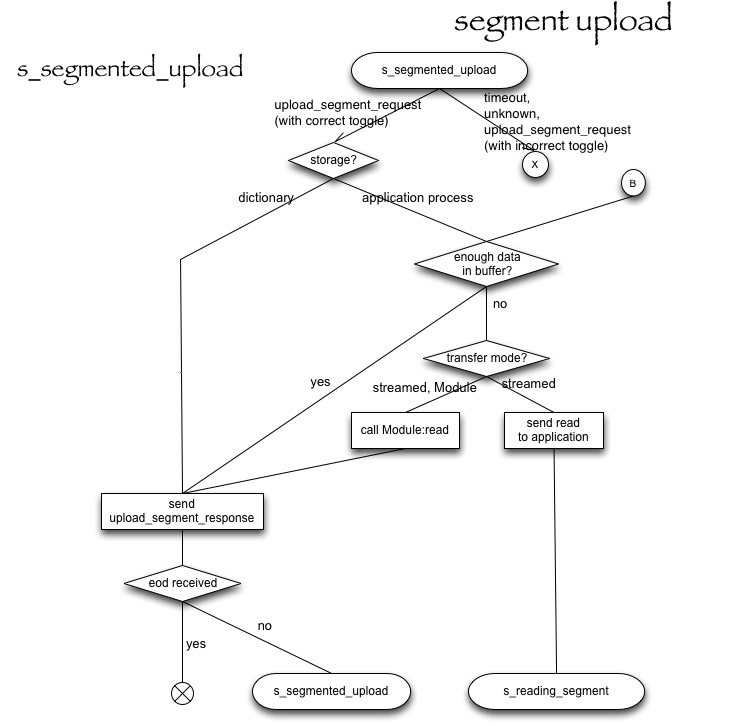 segment upload
s_segmented_upload
s_segmented_upload
upload_segment_request
(with correct toggle)
timeout,
unknown,
upload_segment_request
(with incorrect toggle)
storage?
X
B
dictionary
application process
enough data
in buffer?
no
transfer mode?
yes
streamed, Module
streamed
call Module:read
send read
to application
send
upload_segment_response
eod received
no
yes
s_segmented_upload
s_reading_segment